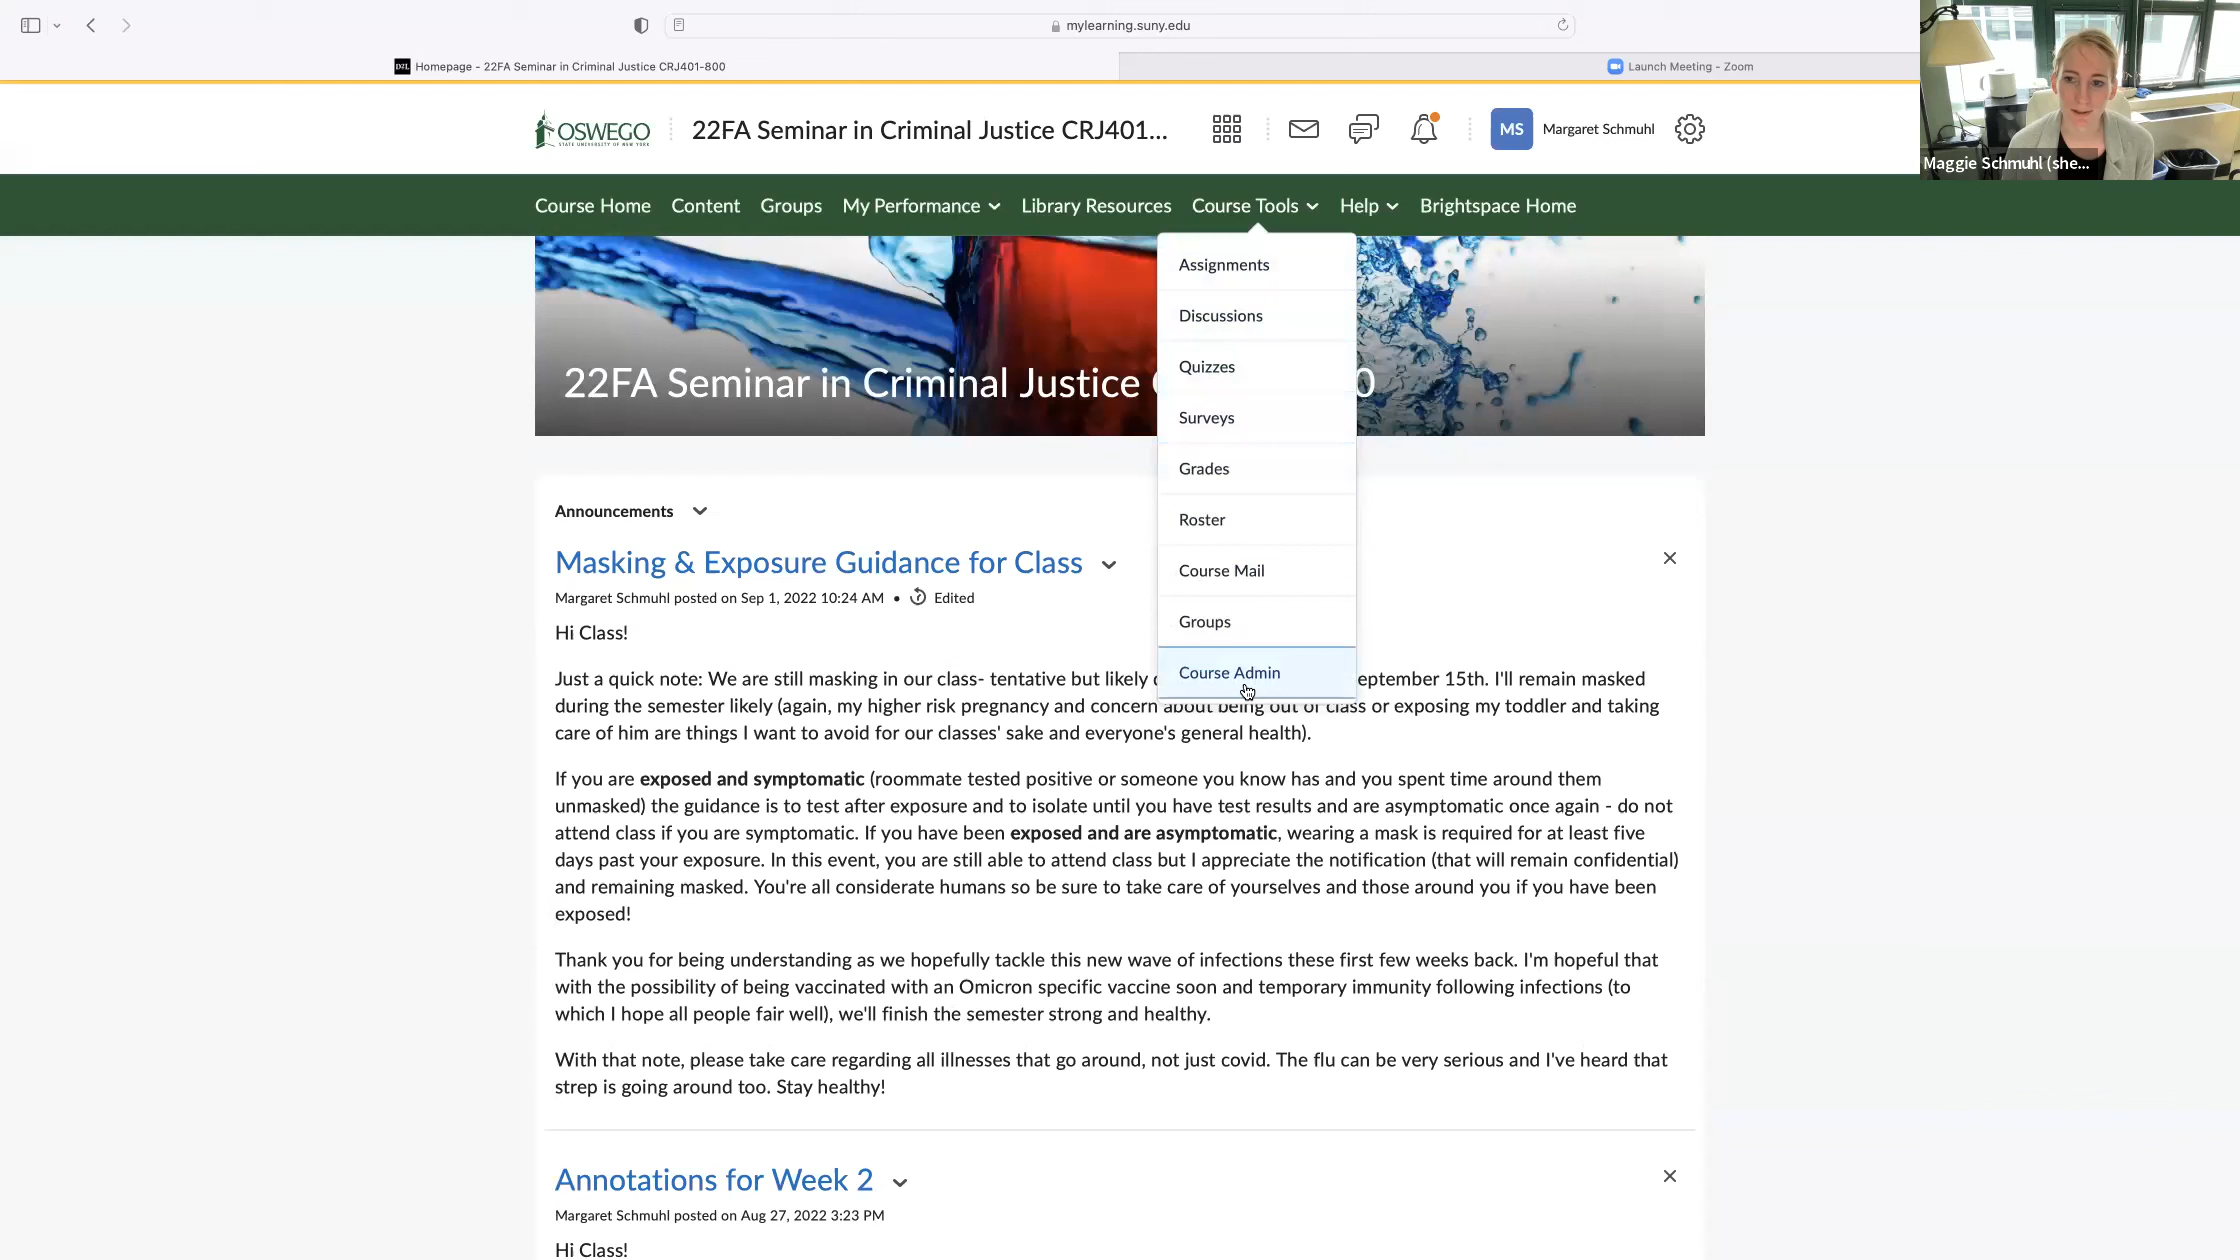 mylearning.suny.edu
D2L Homepage - 22FA Seminar in Criminal Justice CRJ401-800
Launch Meeting - Zoom
OSWEGO
STATE UNIVERSITY OF NEW YORK
22FA Seminar in Criminal Justice CRJ401...
MS Margaret Schmuhl
Maggie Schmuhl (she...
Course Home Content Groups My Performance Library Resources Course Tools Help Brightspace Home
Assignments
Discussions
Quizzes
Surveys
Grades
Roster
Course Mail
Groups
Course Admin
22FA Seminar in Criminal Justice 0
Announcements
Masking & Exposure Guidance for Class
Margaret Schmuhl posted on Sep 1, 2022 10:24 AM • Edited
Hi Class!
Just a quick note: We are still masking in our class- tentative but likely eptember 15th. I'll remain masked
during the semester likely (again, my higher risk pregnancy and concern about being out of class or exposing my toddler and taking
care of him are things I want to avoid for our classes' sake and everyone's general health).
If you are exposed and symptomatic (roommate tested positive or someone you know has and you spent time around them
unmasked) the guidance is to test after exposure and to isolate until you have test results and are asymptomatic once again - do not
attend class if you are symptomatic. If you have been exposed and are asymptomatic, wearing a mask is required for at least five
days past your exposure. In this event, you are still able to attend class but I appreciate the notification (that will remain confidential)
and remaining masked. You're all considerate humans so be sure to take care of yourselves and those around you if you have been
exposed!
Thank you for being understanding as we hopefully tackle this new wave of infections these first few weeks back. I'm hopeful that
with the possibility of being vaccinated with an Omicron specific vaccine soon and temporary immunity following infections (to
which I hope all people fair well), we'll finish the semester strong and healthy.
With that note, please take care regarding all illnesses that go around, not just covid. The flu can be very serious and I've heard that
strep is going around too. Stay healthy!
Annotations for Week 2
Margaret Schmuhl posted on Aug 27, 2022 3:23 PM
Hi Class!